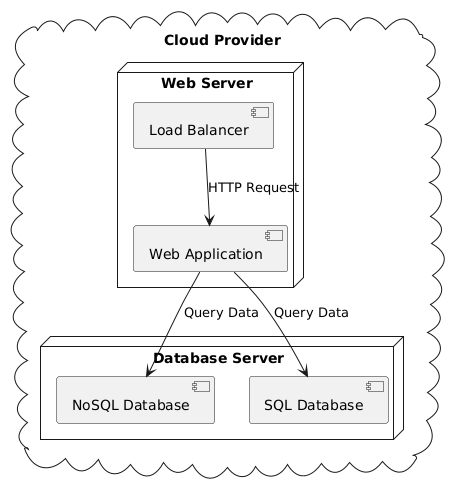 Cloud Provider
Web Server
Load Balancer
HTTP Request
Web Application
Query Data
Query Data
Database Server
NoSQL Database
SQL Database